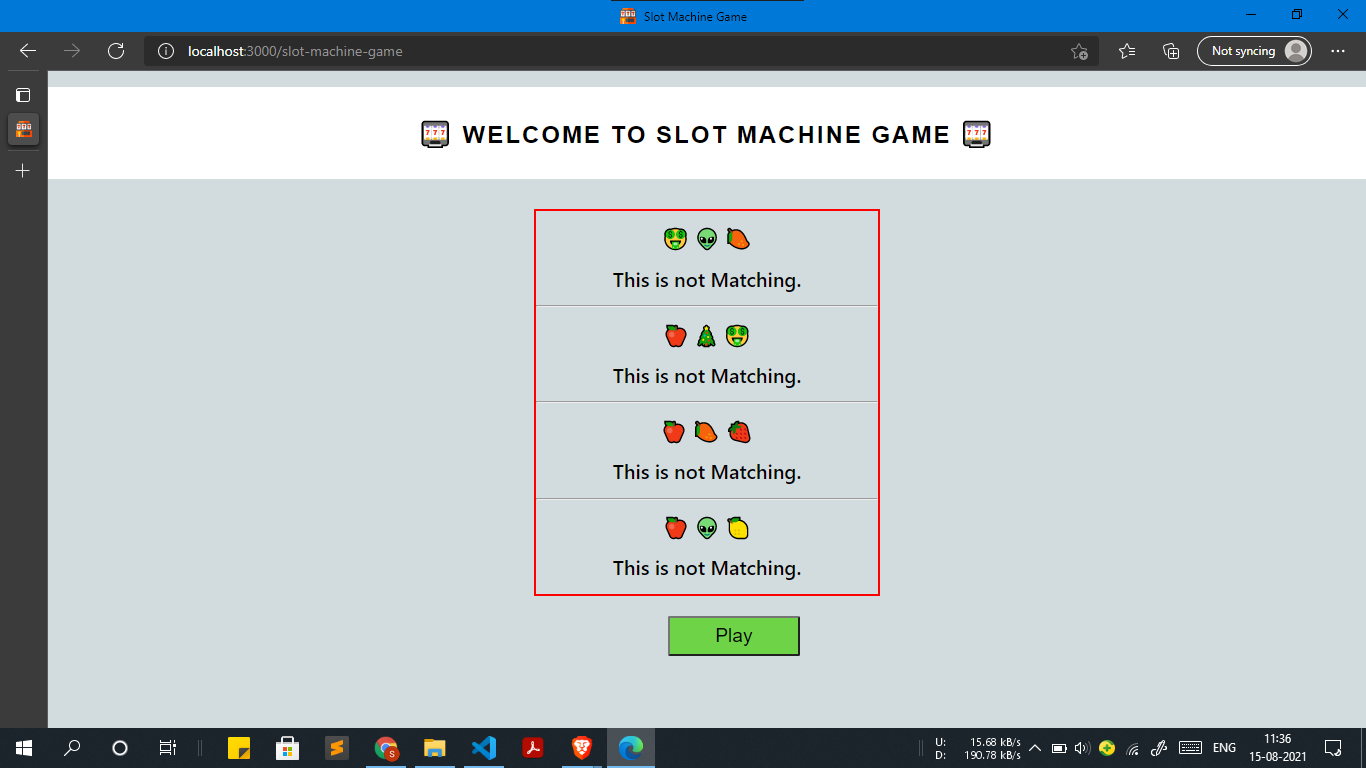 Slot Machine Game
localhost:3000/slot-machine-game
Not syncing
🎰 WELCOME TO SLOT MACHINE GAME 🎰
🤑 👽 🥭
This is not Matching.
🍎 🎄 🤑
This is not Matching.
🍎 🥭 🍓
This is not Matching.
🍎 👽 🍋
This is not Matching.
Play
U: 15.68 kB/s
D: 190.78 kB/s
ENG
11:36
15-08-2021